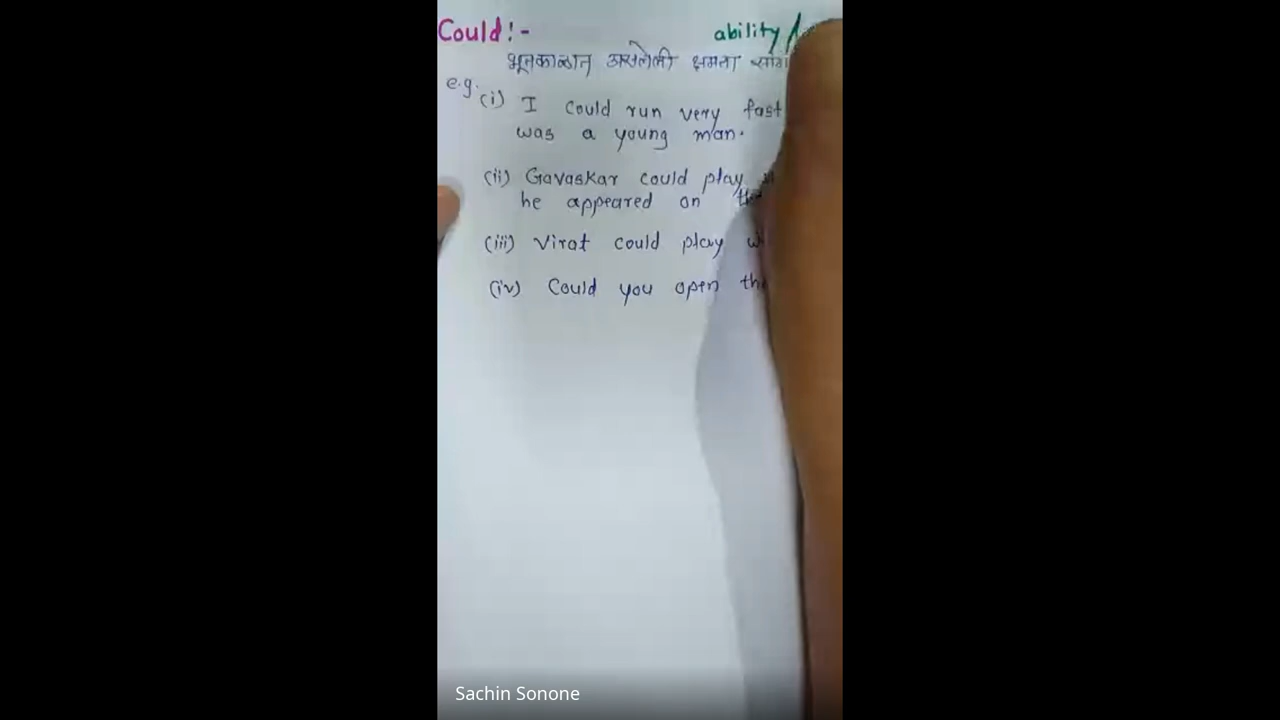 Could!- ability/
भूतकाळात असलेली क्षमता
e.g. (i) I Could run very fast
was a young man.
(ii) Gavaskar could play
he appeared on
(iii) Virat could play
(iv) Could you open
Sachin Sonone